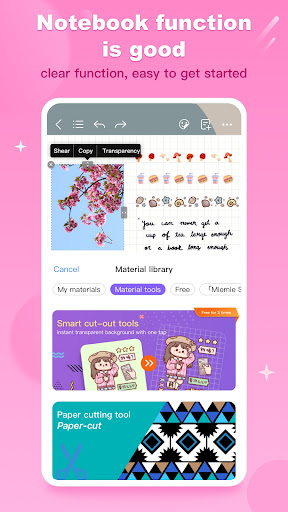 Notebook function
is good
clear function, easy to get started
Shear Copy Transparency
"You can never get a
cup of tea large enough
or a book long enough
Cancel Material library
My materials Material tools Free 「Miemie S
Free for 3 times
Smart cut-out tools
Instant transparent background with one tap
Paper cutting tool
Paper-cut